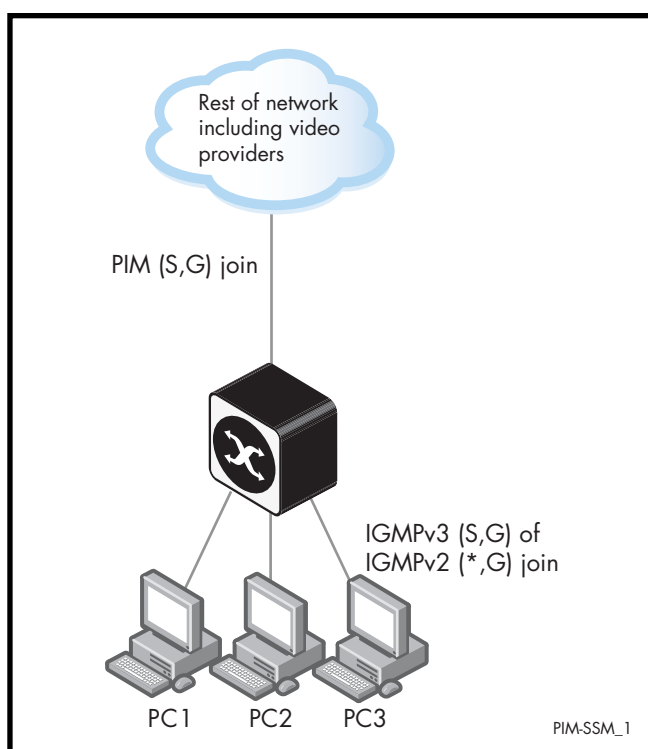 Rest of network
including video
providers
PIM (S,G) join
IGMPv3 (S,G) of
IGMPv2 (*,G) join
PC1
PC2
PC3
PIM-SSM_1